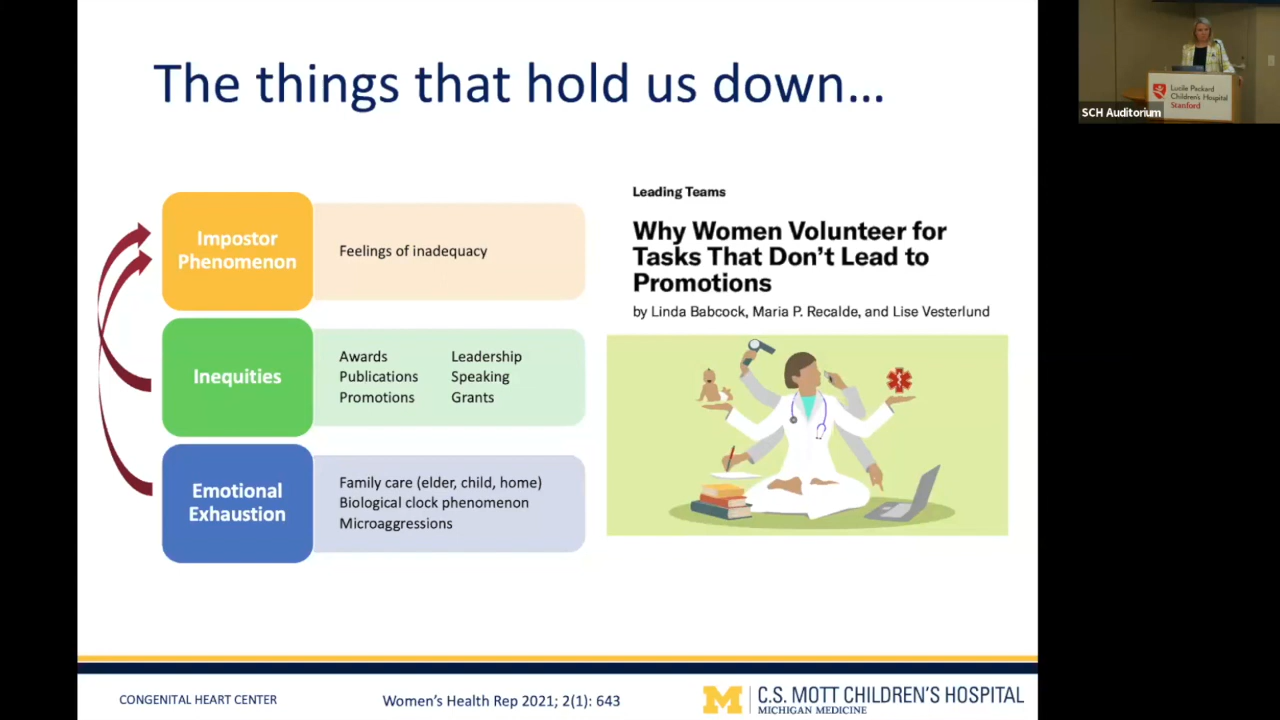 The things that hold us down...
Impostor
Phenomenon
Feelings of inadequacy
Inequities
Awards
Publications
Promotions
Leadership
Speaking
Grants
Emotional
Exhaustion
Family care (elder, child, home)
Biological clock phenomenon
Microaggressions
Leading Teams
Why Women Volunteer for
Tasks That Don't Lead to
Promotions
by Linda Babcock, Maria P. Recalde, and Lise Vesterlund
CONGENITAL HEART CENTER
Women's Health Rep 2021; 2(1): 643
M
C.S. MOTT CHILDREN'S HOSPITAL
MICHIGAN MEDICINE
Lucile Packard
Children's Hospital
Stanford
SCH Auditorium